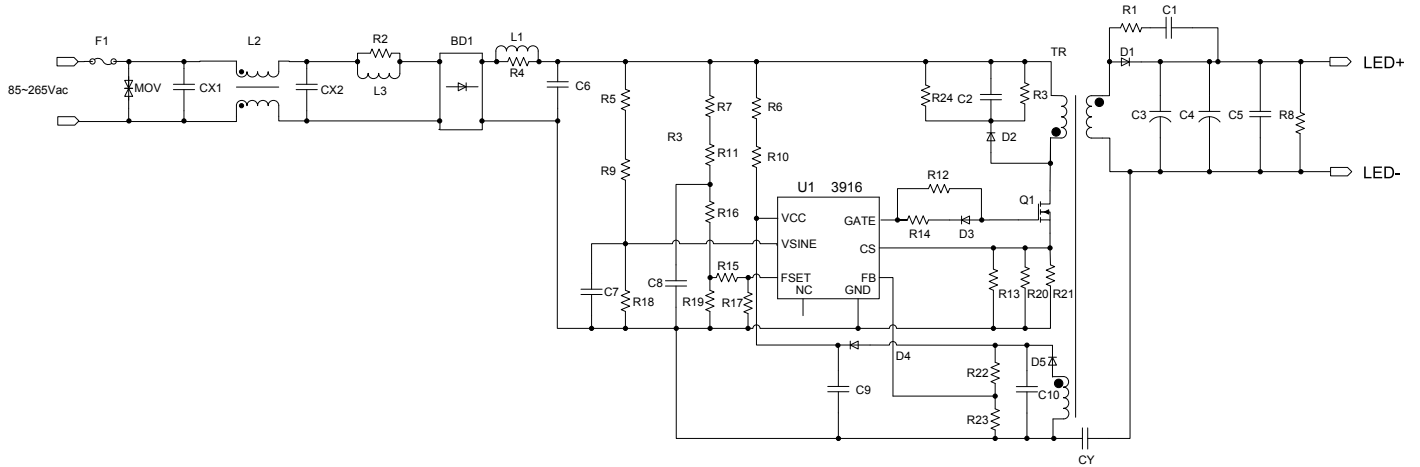 R1 C1
F1 L2 R2 BD1 L1 TR D1
LED+
R4
85~265Vac MOV CX1 CX2 L3 C6 R5 R7 R6 R24 C2 R3 C3 C4 C5 R8
R3 D2
R11 R10
R9 R12 LED-
U1 3916 Q1
R16 VCC GATE R14 D3
VSINE CS
R15 FSET FB
C7 R18 C8 R19 R17 NC GND R13 R20 R21
D4 D5
R22
C9 C10
R23
CY